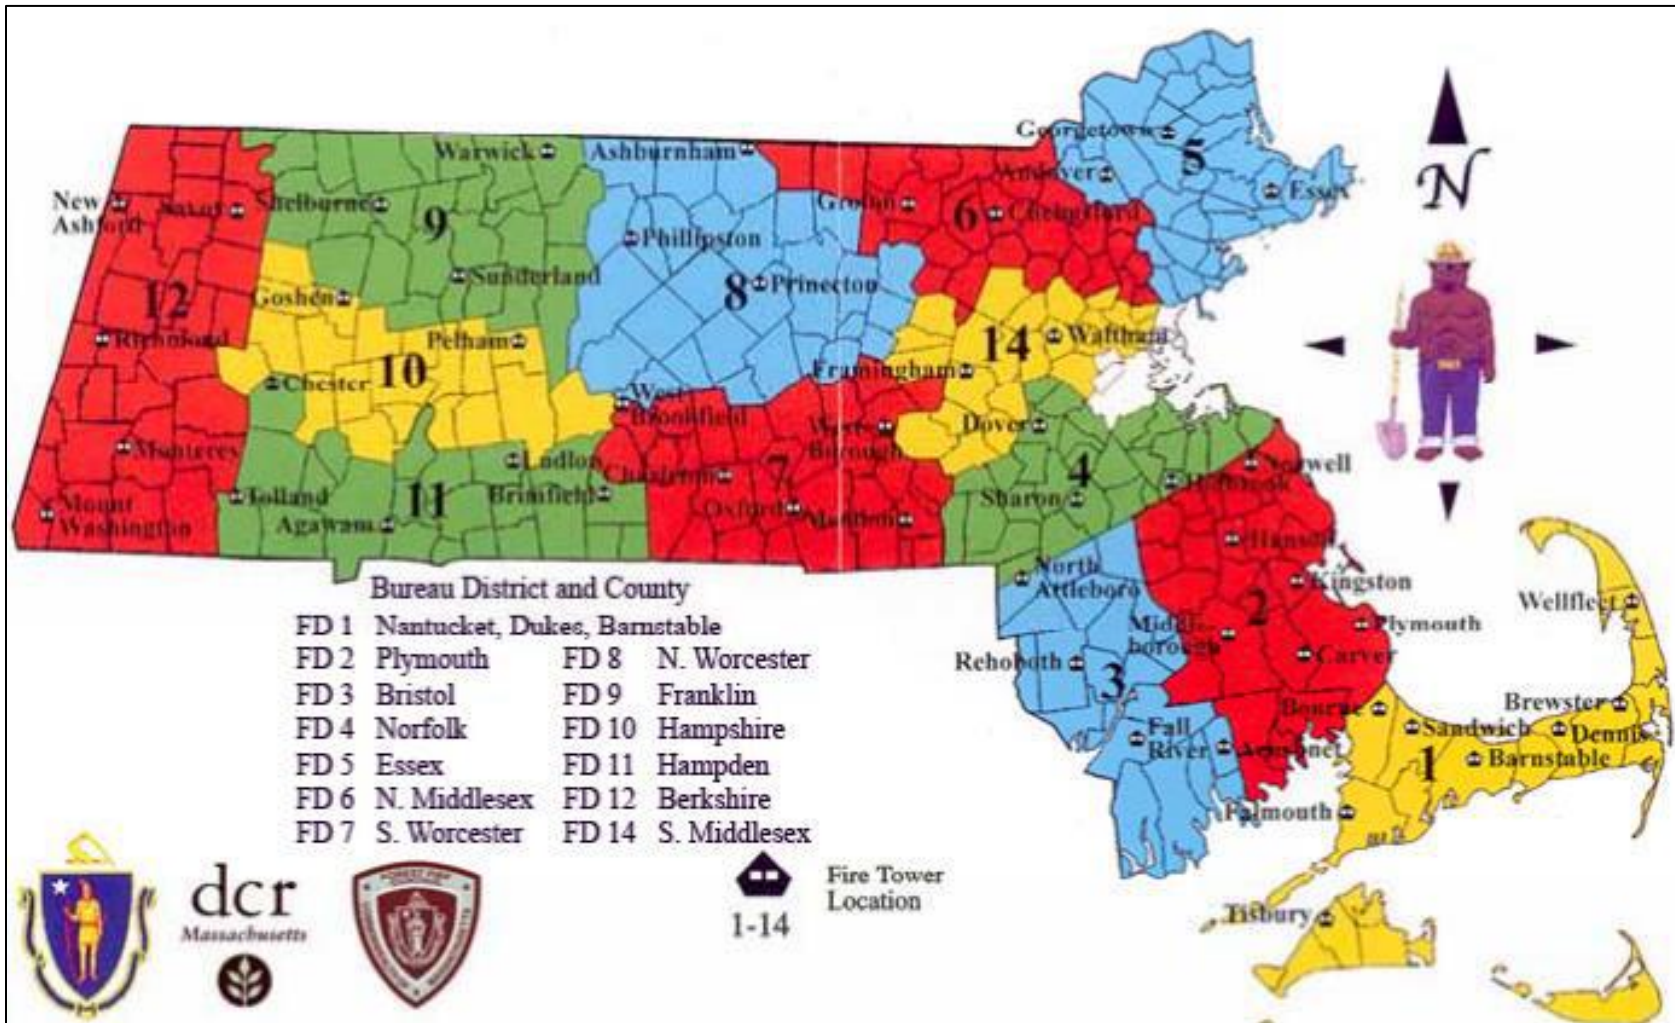 Georgetown
Warwick
Ashburnham
5
Andover
Essex
N
New
Ashford
Savoy
Shelburne
9
Groton
6
Chelmsford
Phillipston
Sunderland
8
Princeton
12
Goshen
Richmond
Pelham
14
Waltham
10
Chester
Framingham
West
Brookfield
Dover
West
Borough
Monterey
Ludlow
Charleton
7
4
Norwell
Holbrook
Tolland
Brimfield
11
Oxford
Mendon
Sharon
Mount
Washington
Agawam
Hanson
North
Attleboro
Kingston
Wellfleet
2
Middle-
borough
Plymouth
Rehoboth
3
Carver
Bourne
Brewster
Sandwich
Dennis
Fall
River
Acushnet
1
Barnstable
Falmouth
Tisbury
Bureau District and County
FD 1 Nantucket, Dukes, Barnstable
FD 2 Plymouth FD 8 N. Worcester
FD 3 Bristol FD 9 Franklin
FD 4 Norfolk FD 10 Hampshire
FD 5 Essex FD 11 Hampden
FD 6 N. Middlesex FD 12 Berkshire
FD 7 S. Worcester FD 14 S. Middlesex
dcr
Massachusetts
Fire Tower
Location
1-14